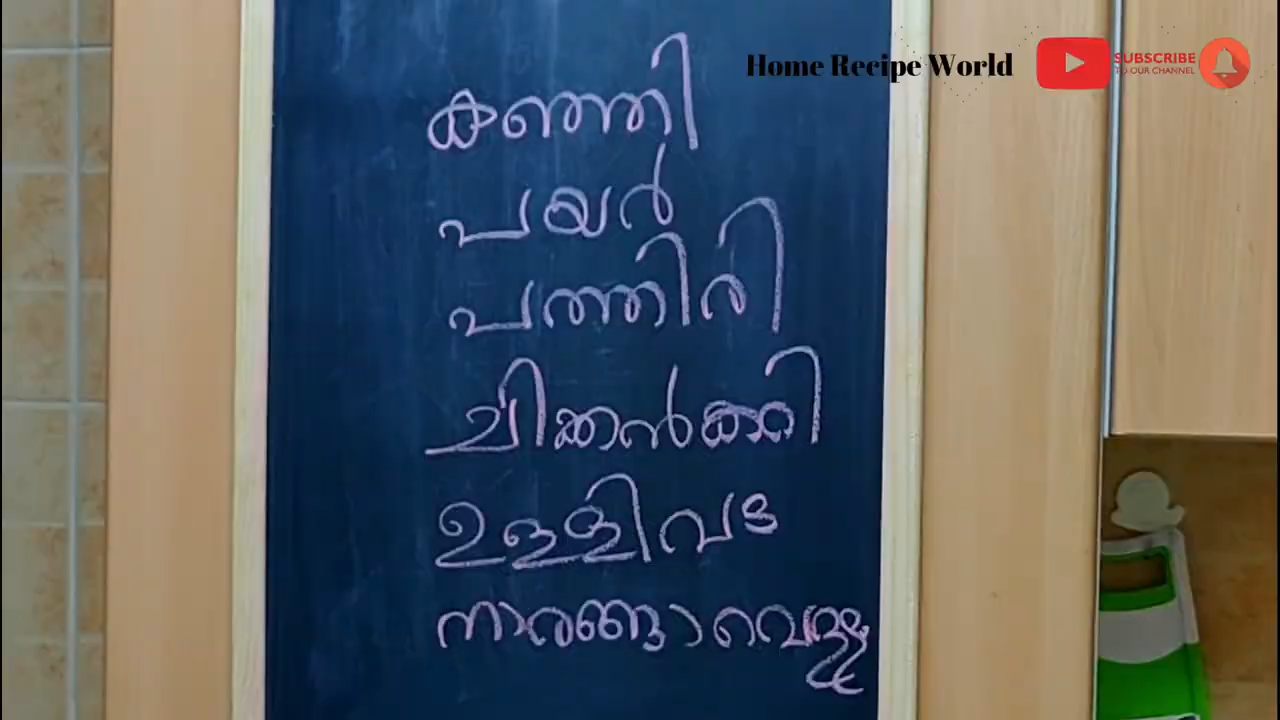 Home Recipe World
SUBSCRIBE
TO OUR CHANNEL
കഞ്ഞി
പയർ
പത്തിരി
ചിക്കൻകറി
ഉള്ളിവട
നാരങ്ങാവെള്ളം